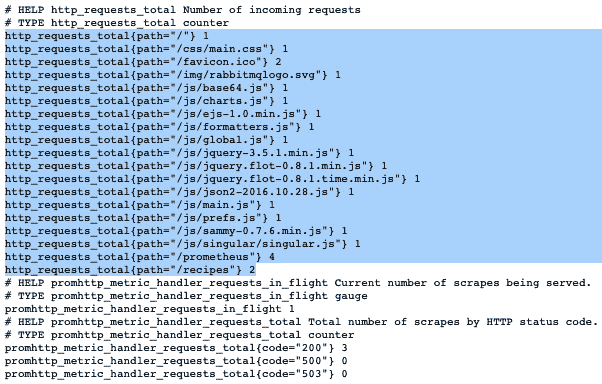 # HELP http_requests_total Number of incoming requests
# TYPE http_requests_total counter
http_requests_total{path="/"} 1
http_requests_total{path="/css/main.css"} 1
http_requests_total{path="/favicon.ico"} 2
http_requests_total{path="/img/rabbitmqlogo.svg"} 1
http_requests_total{path="/js/base64.js"} 1
http_requests_total{path="/js/charts.js"} 1
http_requests_total{path="/js/ejs-1.0.min.js"} 1
http_requests_total{path="/js/formatters.js"} 1
http_requests_total{path="/js/global.js"} 1
http_requests_total{path="/js/jquery-3.5.1.min.js"} 1
http_requests_total{path="/js/jquery.flot-0.8.1.min.js"} 1
http_requests_total{path="/js/jquery.flot-0.8.1.time.min.js"} 1
http_requests_total{path="/js/json2-2016.10.28.js"} 1
http_requests_total{path="/js/main.js"} 1
http_requests_total{path="/js/prefs.js"} 1
http_requests_total{path="/js/sammy-0.7.6.min.js"} 1
http_requests_total{path="/js/singular/singular.js"} 1
http_requests_total{path="/prometheus"} 4
http_requests_total{path="/recipes"} 2
# HELP promhttp_metric_handler_requests_in_flight Current number of scrapes being served.
# TYPE promhttp_metric_handler_requests_in_flight gauge
promhttp_metric_handler_requests_in_flight 1
# HELP promhttp_metric_handler_requests_total Total number of scrapes by HTTP status code.
# TYPE promhttp_metric_handler_requests_total counter
promhttp_metric_handler_requests_total{code="200"} 3
promhttp_metric_handler_requests_total{code="500"} 0
promhttp_metric_handler_requests_total{code="503"} 0